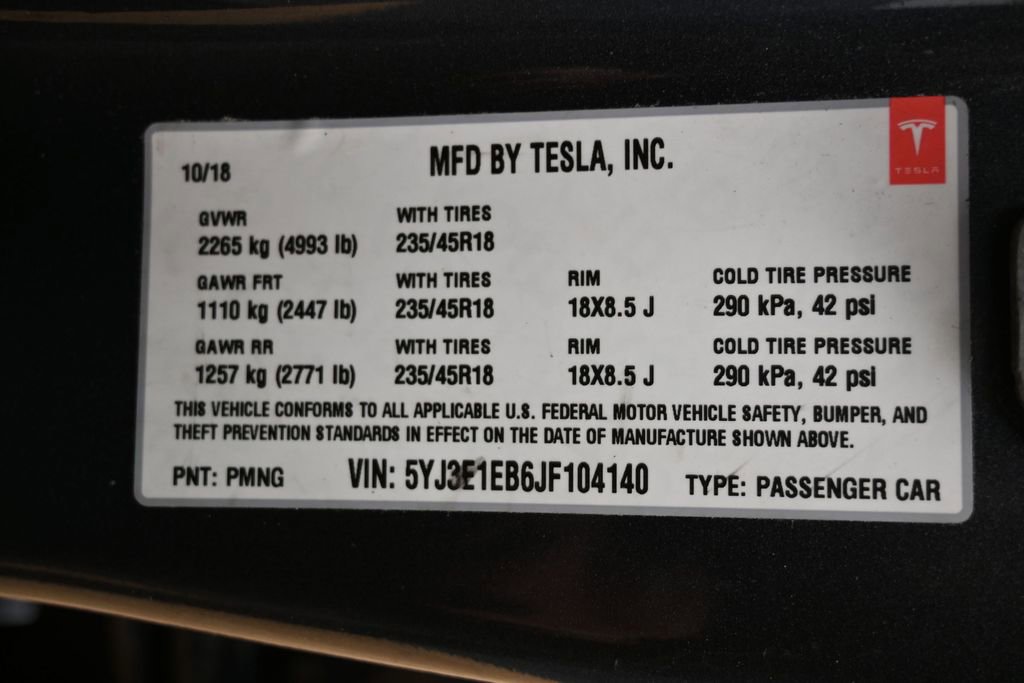 10/18 MFD BY TESLA, INC.
TESLA
GVWR WITH TIRES
2265 kg (4993 lb) 235/45R18
GAWR FRT WITH TIRES RIM COLD TIRE PRESSURE
1110 kg (2447 lb) 235/45R18 18X8.5 J 290 kPa, 42 psi
GAWR RR WITH TIRES RIM COLD TIRE PRESSURE
1257 kg (2771 lb) 235/45R18 18X8.5 J 290 kPa, 42 psi
THIS VEHICLE CONFORMS TO ALL APPLICABLE U.S. FEDERAL MOTOR VEHICLE SAFETY, BUMPER, AND
THEFT PREVENTION STANDARDS IN EFFECT ON THE DATE OF MANUFACTURE SHOWN ABOVE.
PNT: PMNG VIN: 5YJ3E1EB6JF104140 TYPE: PASSENGER CAR